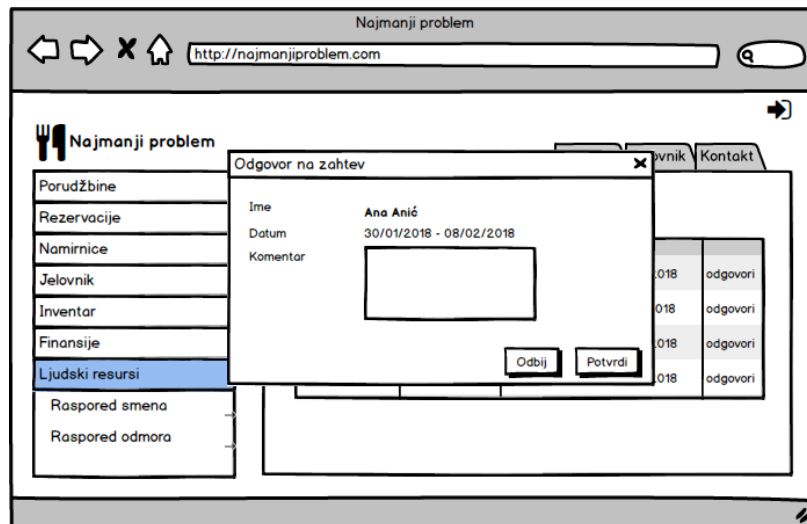 Najmanji problem
http://najmanjiproblem.com
Najmanji problem
Kontakt
Odgovor na zahtev
Porudžbine
Rezervacije
Namirnice
Jelovnik
Inventar
Finansije
Ljudski resursi
Raspored smena
Raspored odmora
Ime Ana Anić
Datum 30/01/2018 - 08/02/2018
Komentar
Odbij Potvrdi
odgovori
odgovori
odgovori
odgovori